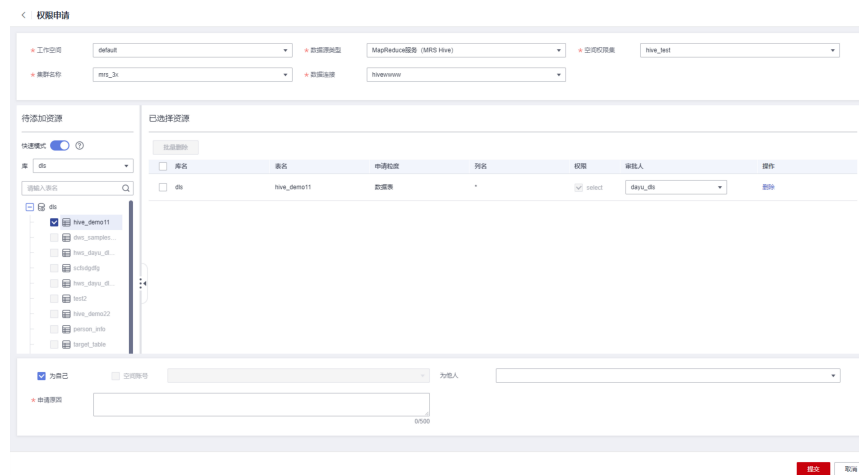 权限申请
* 工作空间 default * 数据源类型 MapReduce服务（MRS Hive） * 空间权限集 hive_test
* 集群名称 mrs_3x * 数据连接 hivewwww
待添加资源 已选择资源
快速模式 批量删除
库 dls 库名 表名 申请粒度 列名 权限 审批人 操作
请输入表名 dls hive_demo11 数据表 * select dayu_dls 删除
dls
hive_demo11
dws_samples...
hws_dayu_dl...
hws_dayu_dl...
test2
hive_demo22
person_info
target_table
为自己 空间账号 为他人
* 申请原因
0/500
提交 取消